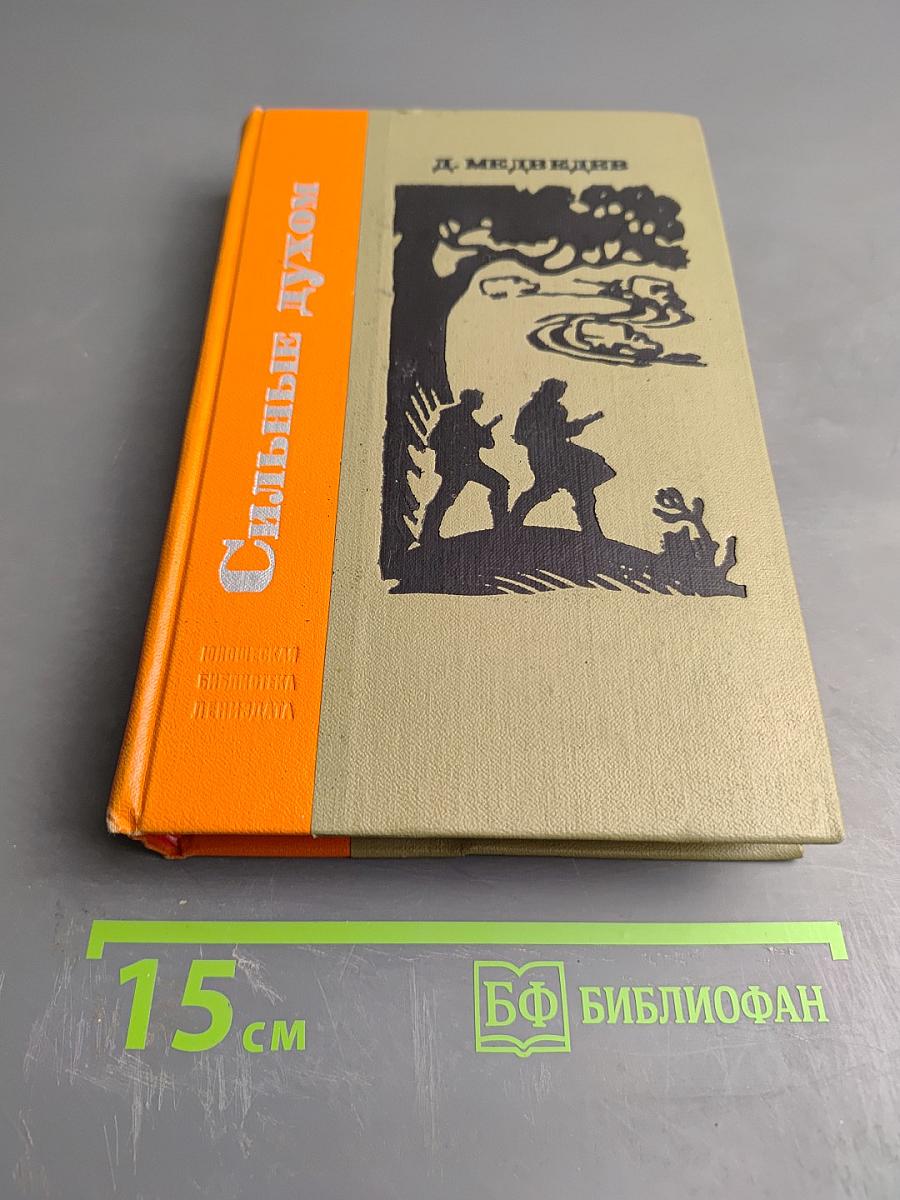 Д. МЕДВЕДЕВ
Сильные духом
ЮНОШЕСКАЯ
БИБЛИОТЕКА
ЛЕНИЗДАТА
15 см
БФ БИБЛИОФАН